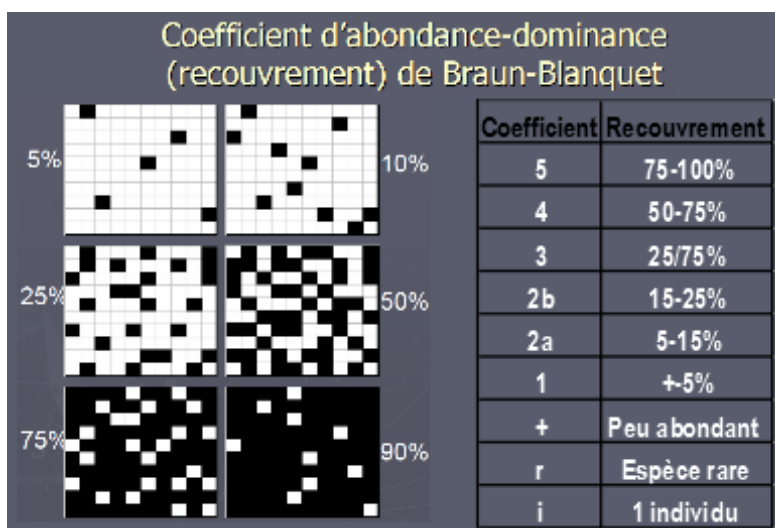 Coefficient d'abondance-dominance
(recouvrement) de Braun-Blanquet
5%
10%
25%
50%
75%
90%
Coefficient Recouvrement
5 75-100%
4 50-75%
3 25/75%
2b 15-25%
2a 5-15%
1 +-5%
+ Peu abondant
r Espèce rare
i 1 individu